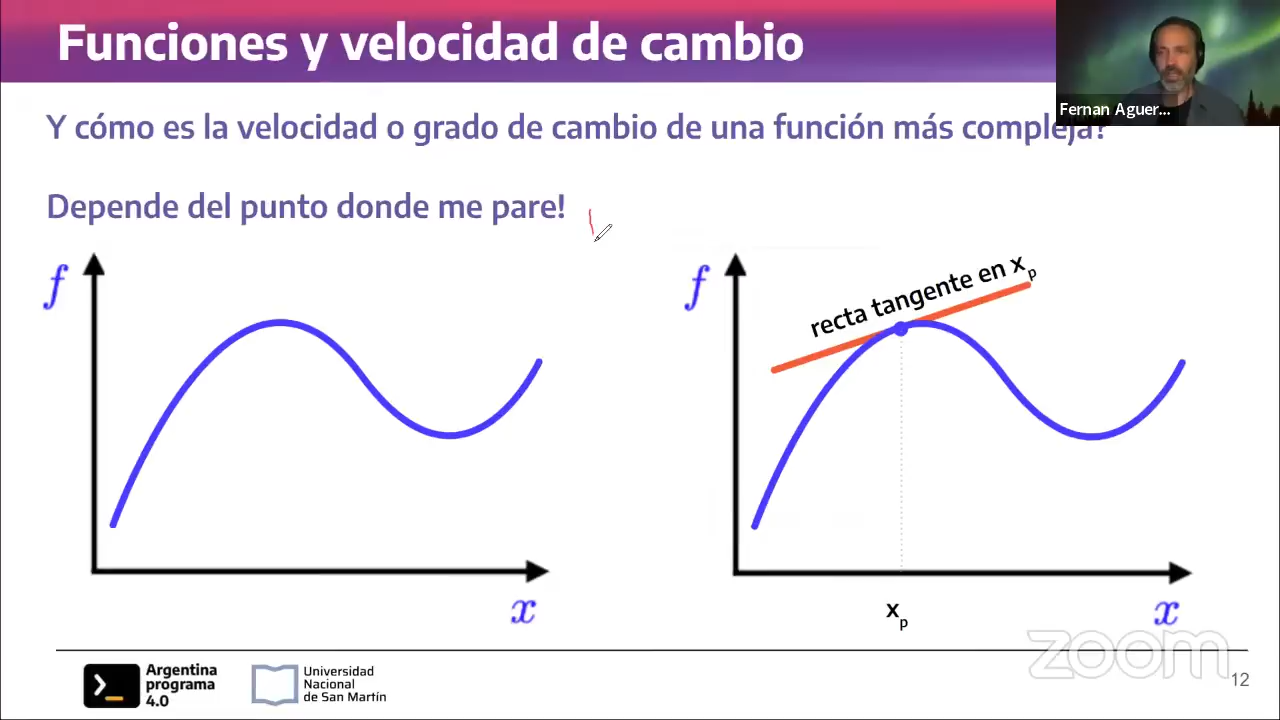 Funciones y velocidad de cambio
Fernan Aguer...
Y cómo es la velocidad o grado de cambio de una función más compleja?
Depende del punto donde me pare!
f
x
f
recta tangente en xp
xp
x
zoom
Argentina
programa
4.0
Universidad
Nacional
de San Martín
12